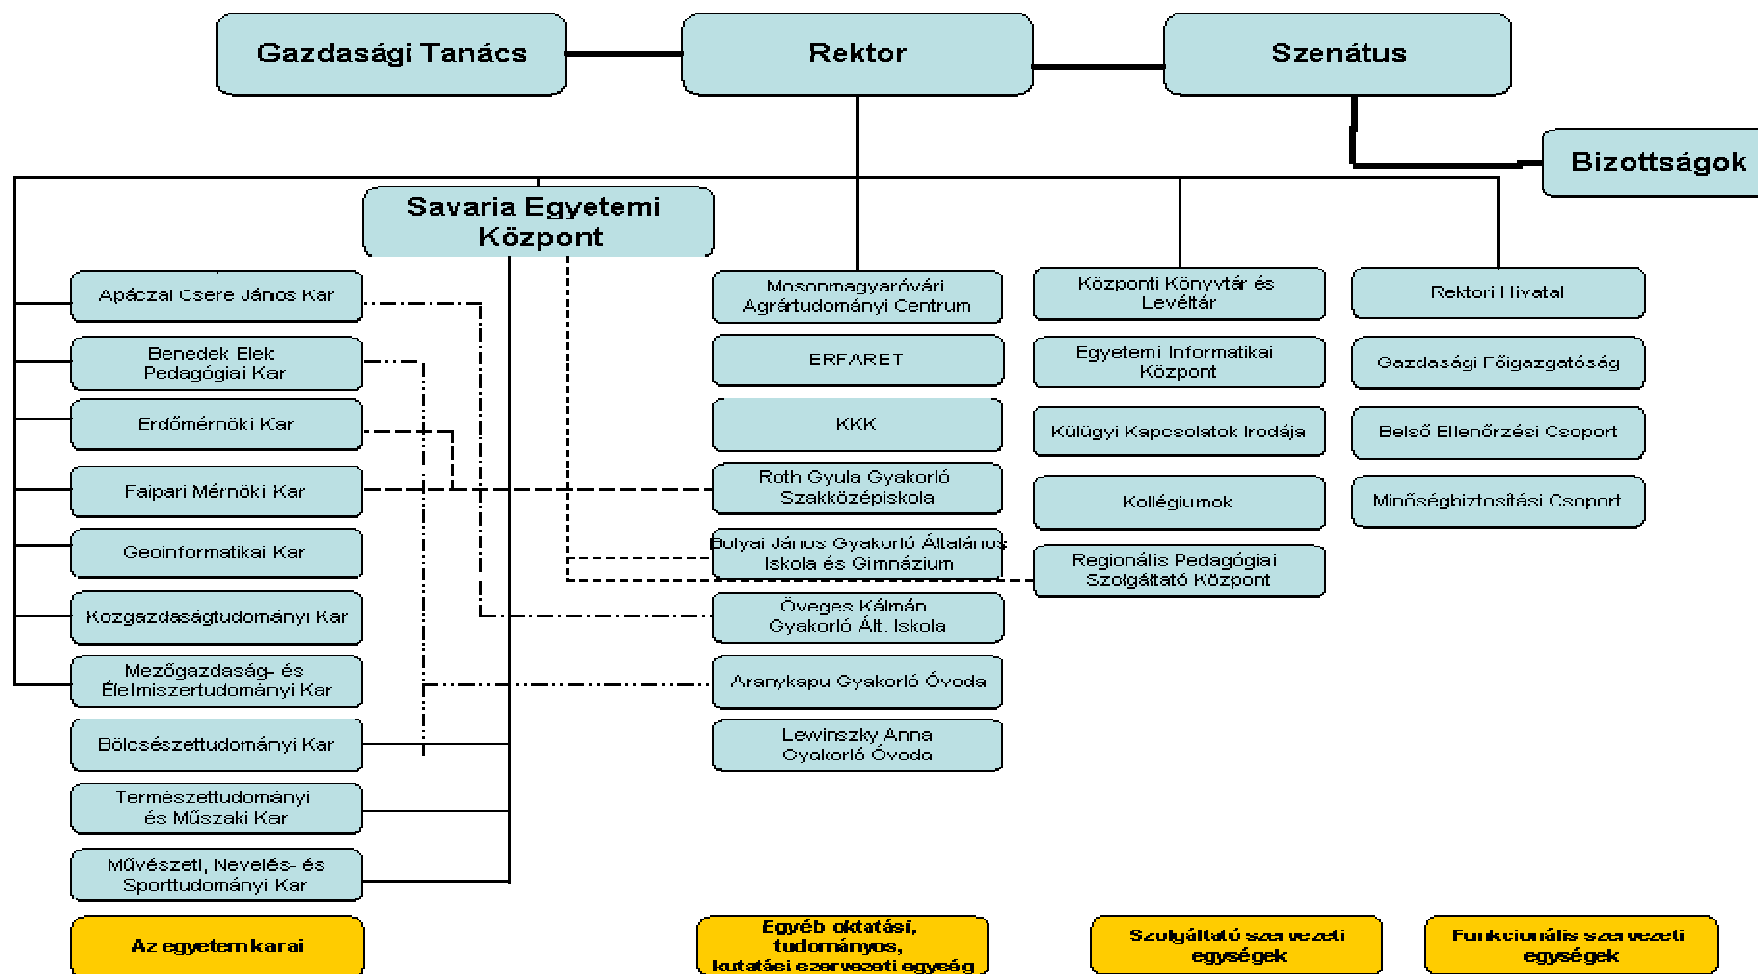 Gazdasági Tanács
Rektor
Szenátus
Bizottságok
Savaria Egyetemi
Központ
Apáczai Csere János Kar
Benedek Elek
Pedagógiai Kar
Erdőmérnöki Kar
Faipari Mérnöki Kar
Geoinformatikai Kar
Közgazdaságtudományi Kar
Mezőgazdaság- és
Élelmiszertudományi Kar
Bölcsészettudományi Kar
Természettudományi
és Műszaki Kar
Művészeti, Nevelés- és
Sporttudományi Kar
Az egyetem karai
Mosonmagyaróvári
Agrártudományi Centrum
ERFARET
KKK
Roth Gyula Gyakorló
Szakközépiskola
Bolyai János Gyakorló Általános
Iskola és Gimnázium
Öveges Kálmán
Gyakorló Ált. Iskola
Aranykapu Gyakorló Óvoda
Lewinszky Anna
Gyakorló Óvoda
Egyéb oktatási,
tudományos,
kutatási szervezeti egység
Központi Könyvtár és
Levéltár
Egyetemi Informatikai
Központ
Külügyi Kapcsolatok Irodája
Kollégiumok
Regionális Pedagógiai
Szolgáltató Központ
Szolgáltató szervezeti
egységek
Rektori Hivatal
Gazdasági Főigazgatóság
Belső Ellenőrzési Csoport
Minőségbiztosítási Csoport
Funkcionális szervezeti
egységek